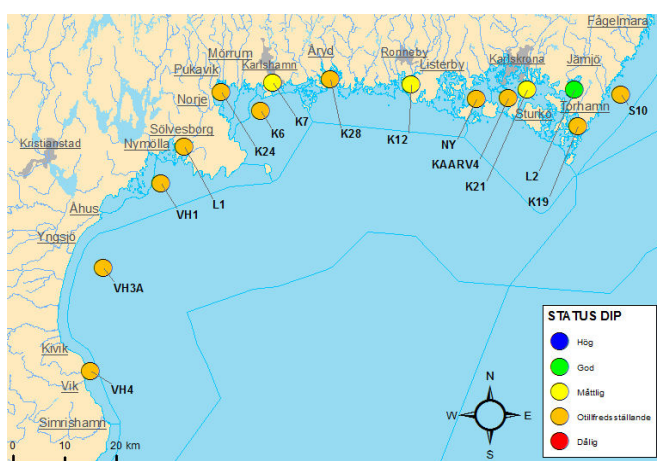 Fågelmara
Mörrum
Karlshamn
Åryd
Ronneby
Listerby
Karlskrona
Jämjö
Pukavik
Norje
Torhamn
S10
K7
K6
K28
Sturkö
Sölvesborg
K24
K12
NY
Kristianstad
Nymölla
KAARV4
L2
K21
L1
K19
VH1
Åhus
Yngsjö
VH3A
STATUS DIP
Hög
God
Kivik
Måttlig
Vik
VH4
N
Otillfredsställande
W
E
Simrishamn
S
Dålig
0 10 20 km